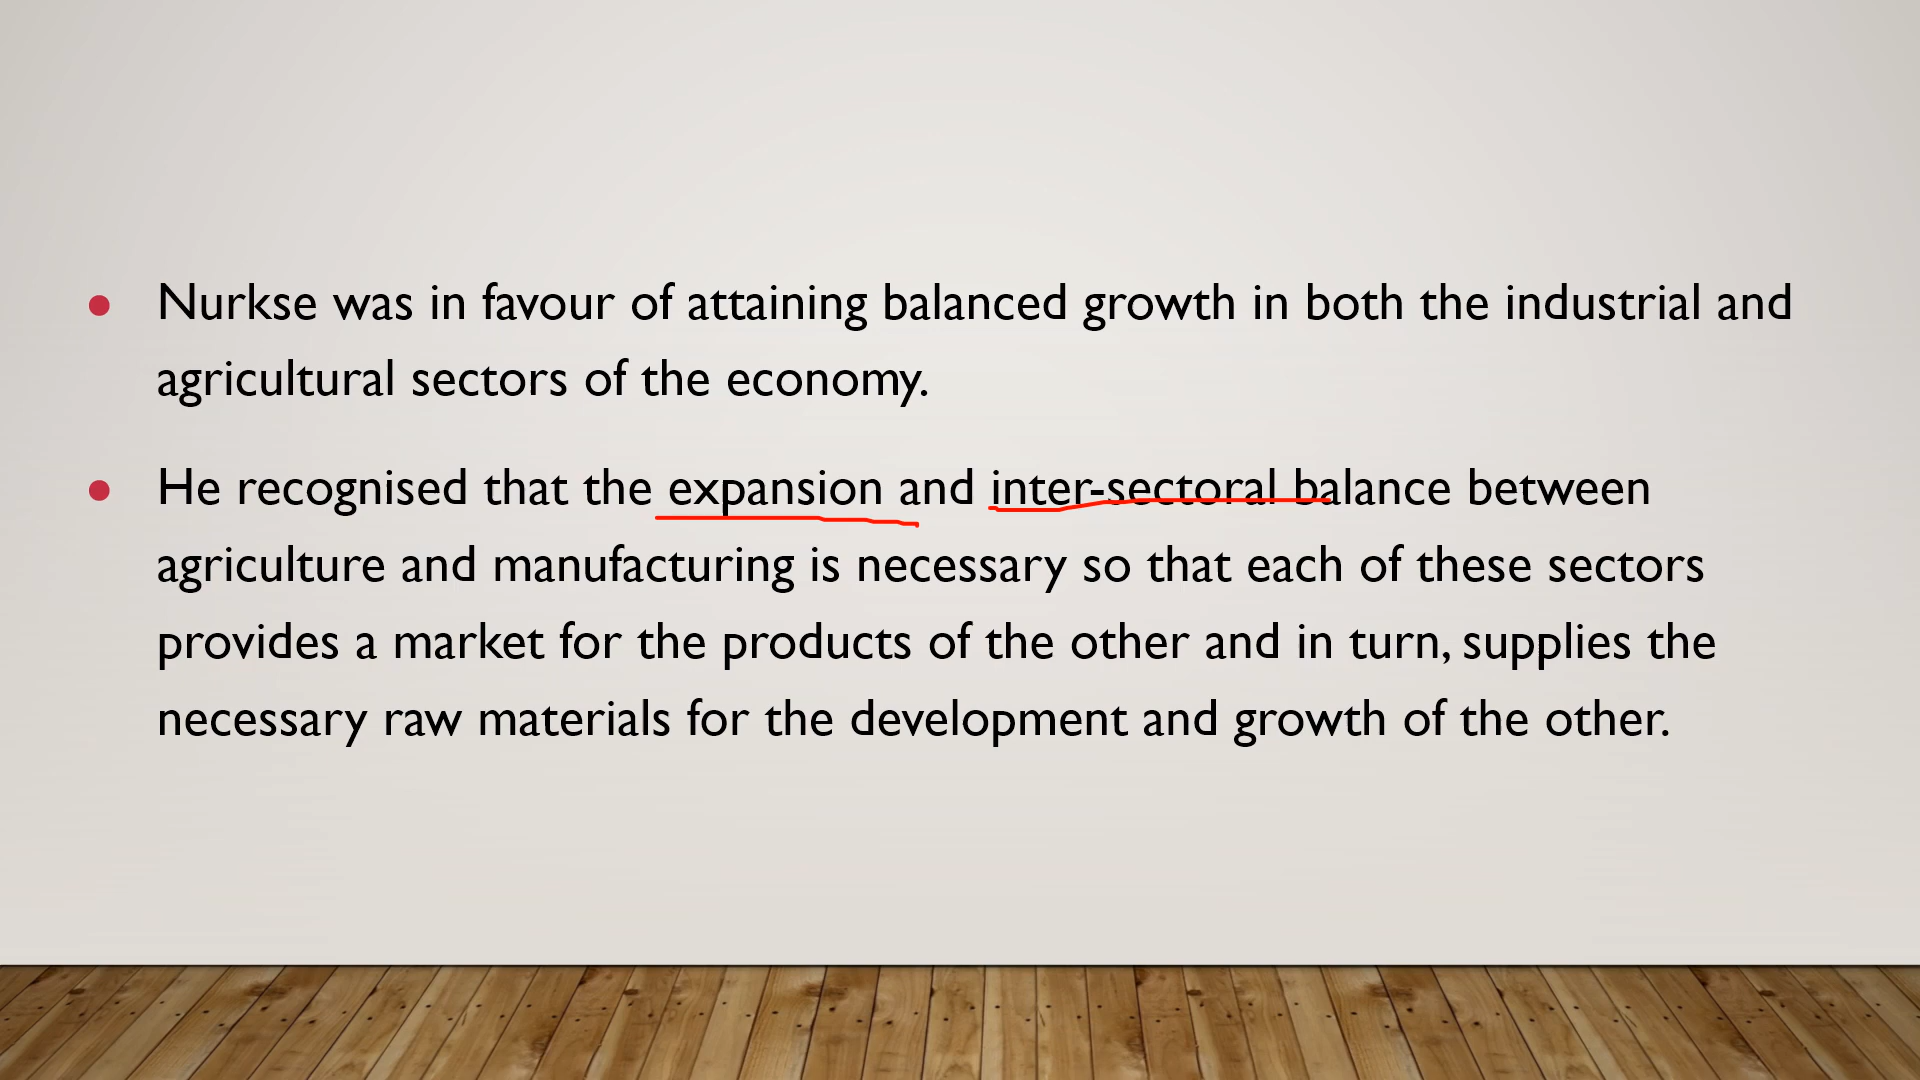 • Nurkse was in favour of attaining balanced growth in both the industrial and
agricultural sectors of the economy.
• He recognised that the expansion and inter-sectoral balance between
agriculture and manufacturing is necessary so that each of these sectors
provides a market for the products of the other and in turn, supplies the
necessary raw materials for the development and growth of the other.